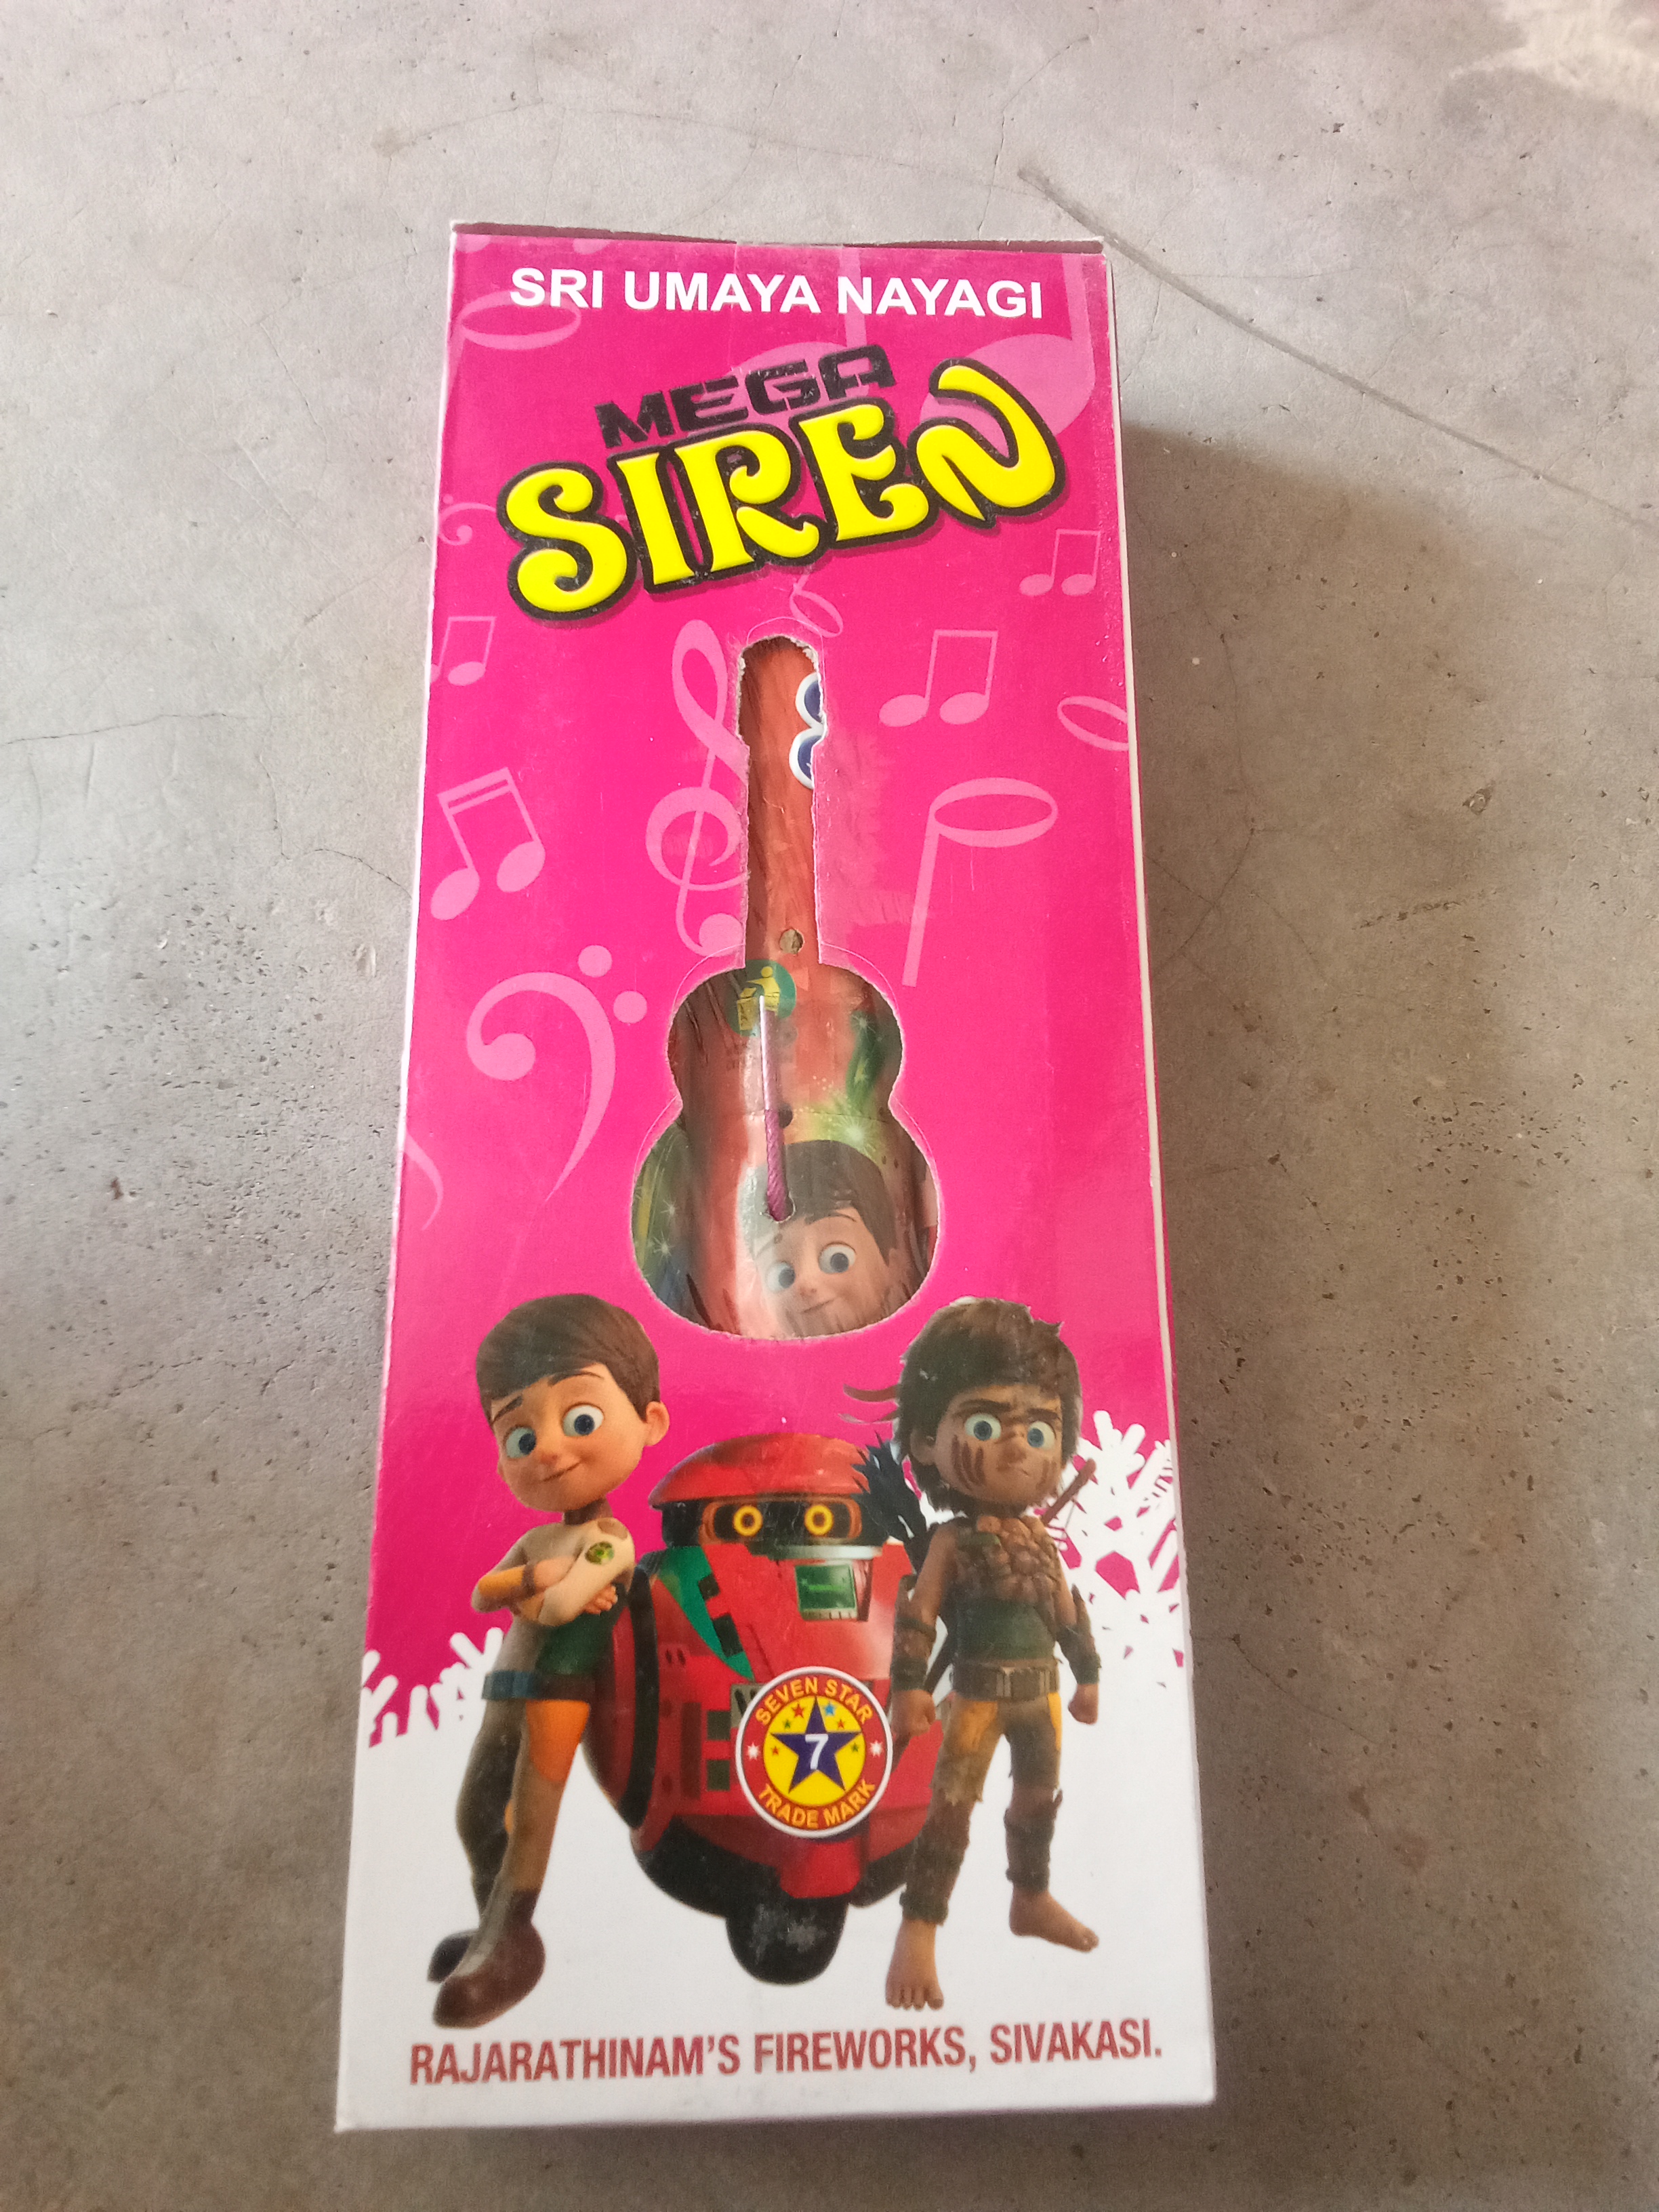 SRI UMAYA NAYAGI
MEGA
SIREN
SEVEN STAR
7
TRADE MARK
RAJARATHINAM'S FIREWORKS, SIVAKASI.